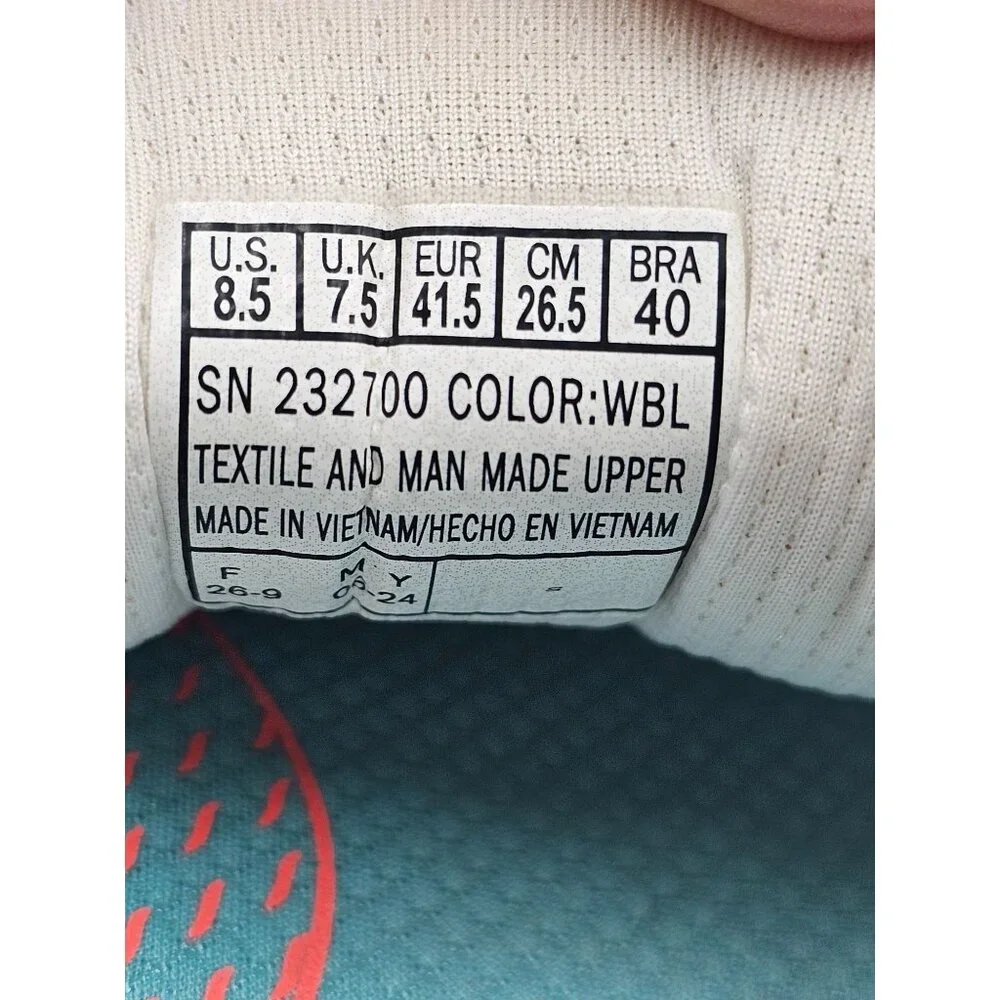 U.S. U.K. EUR CM BRA
8.5 7.5 41.5 26.5 40
SN 232700 COLOR:WBL
TEXTILE AND MAN MADE UPPER
MADE IN VIETNAM/HECHO EN VIETNAM
F M Y
26-9 -24